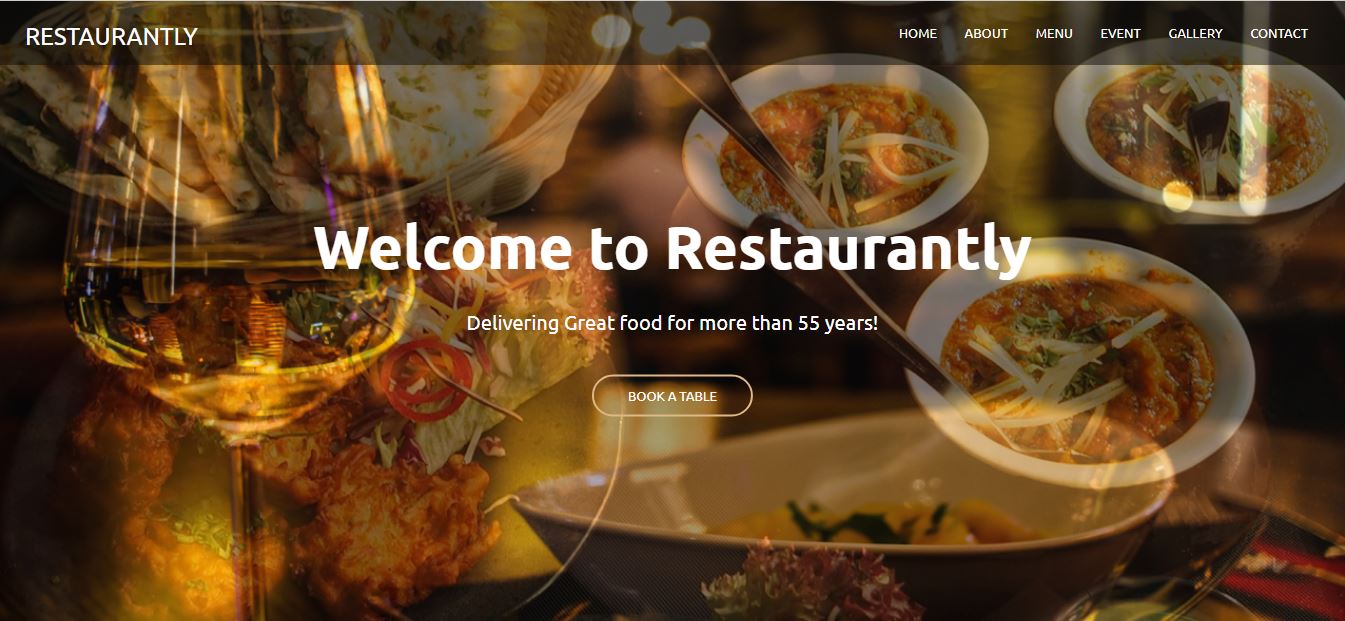 RESTAURANTLY
HOME ABOUT MENU EVENT GALLERY CONTACT
Welcome to Restaurantly
Delivering Great food for more than 55 years!
BOOK A TABLE